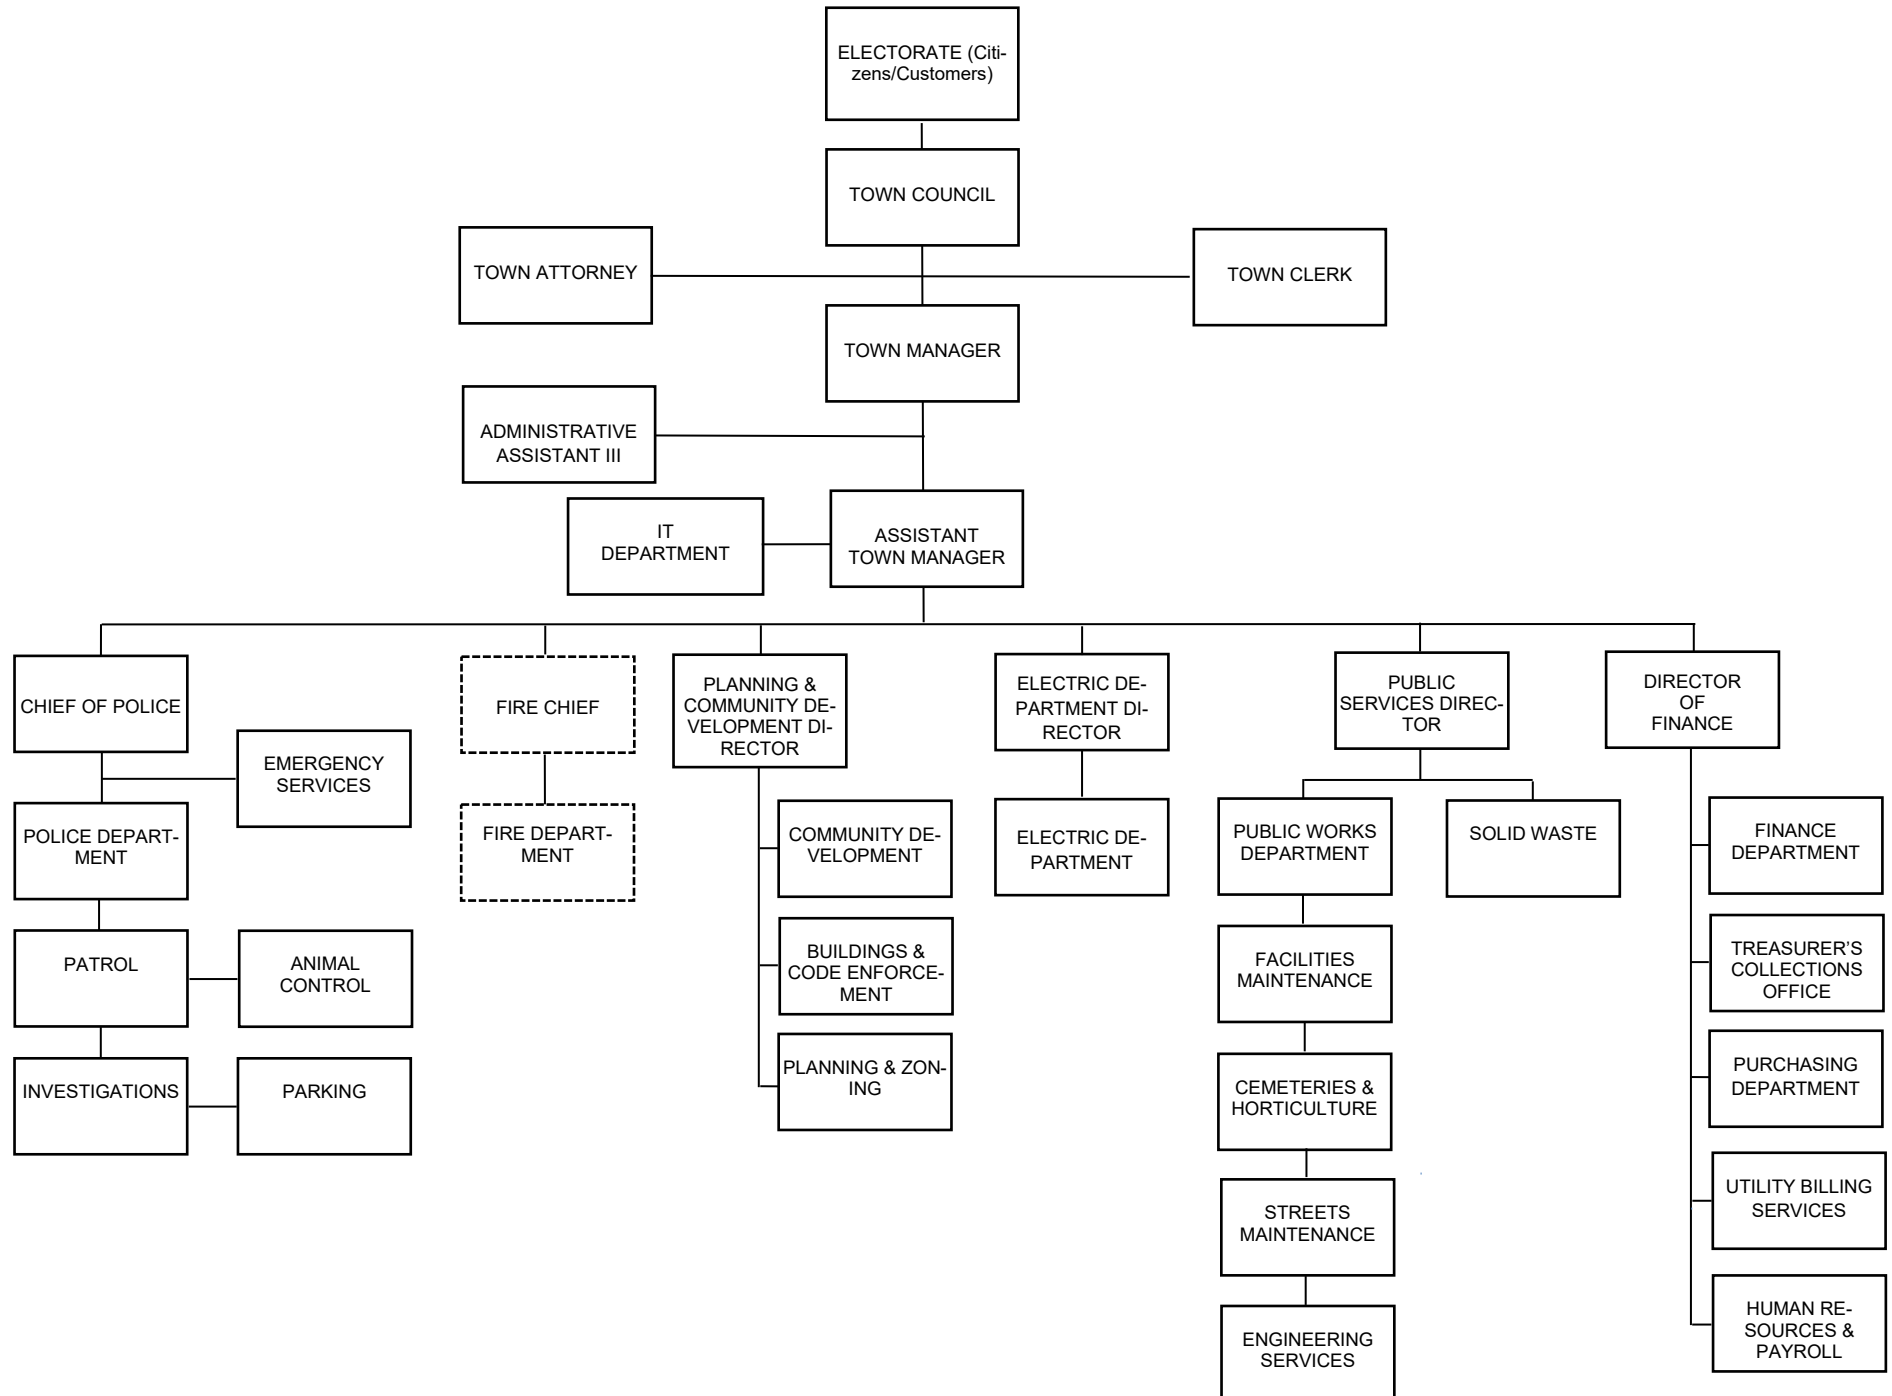 ELECTORATE (Citi-
zens/Customers)
TOWN COUNCIL
TOWN ATTORNEY
TOWN CLERK
TOWN MANAGER
ADMINISTRATIVE
ASSISTANT III
IT
DEPARTMENT
ASSISTANT
TOWN MANAGER
CHIEF OF POLICE
EMERGENCY
SERVICES
POLICE DEPART-
MENT
PATROL
ANIMAL
CONTROL
INVESTIGATIONS
PARKING
FIRE CHIEF
FIRE DEPART-
MENT
PLANNING &
COMMUNITY DE-
VELOPMENT DI-
RECTOR
COMMUNITY DE-
VELOPMENT
BUILDINGS &
CODE ENFORCE-
MENT
PLANNING & ZON-
ING
ELECTRIC DE-
PARTMENT DI-
RECTOR
ELECTRIC DE-
PARTMENT
PUBLIC
SERVICES DIREC-
TOR
PUBLIC WORKS
DEPARTMENT
SOLID WASTE
FACILITIES
MAINTENANCE
CEMETERIES &
HORTICULTURE
STREETS
MAINTENANCE
ENGINEERING
SERVICES
DIRECTOR
OF
FINANCE
FINANCE
DEPARTMENT
TREASURER’S
COLLECTIONS
OFFICE
PURCHASING
DEPARTMENT
UTILITY BILLING
SERVICES
HUMAN RE-
SOURCES &
PAYROLL